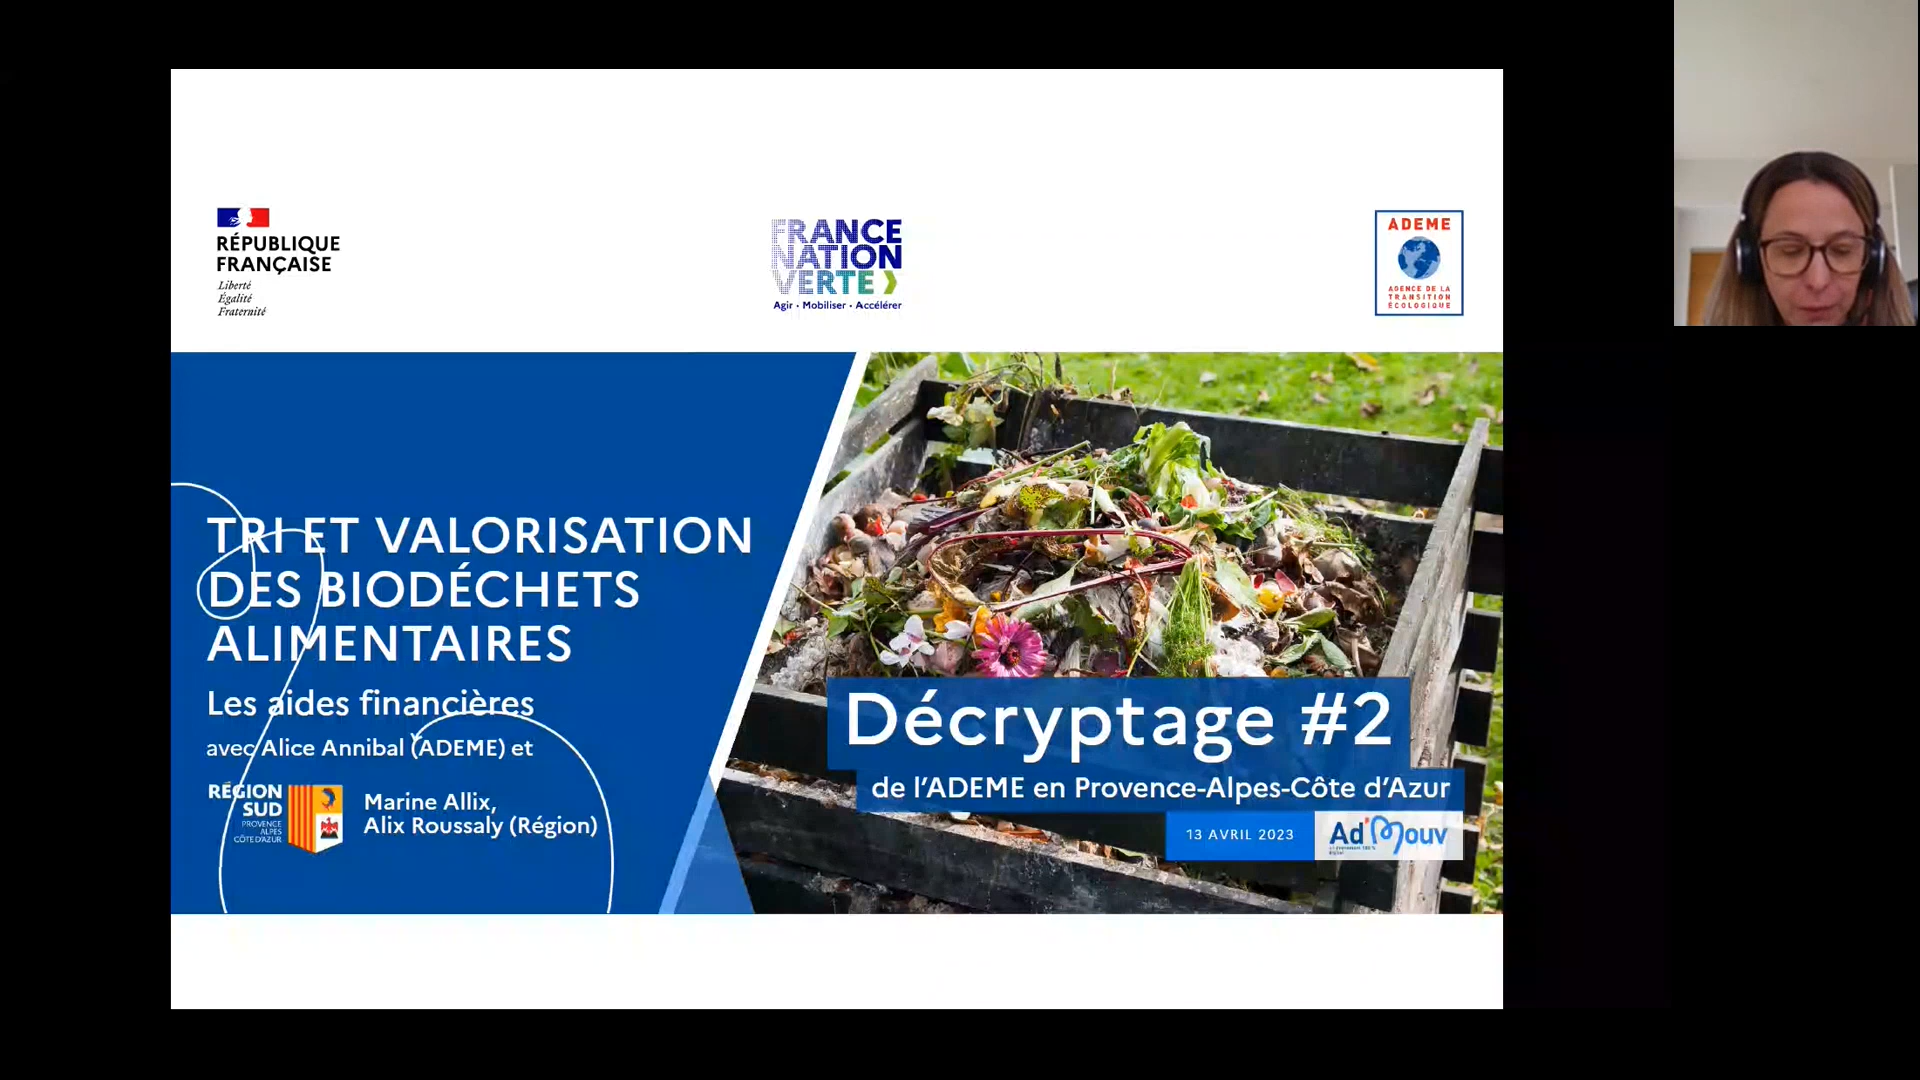 RÉPUBLIQUE
FRANÇAISE
Liberté
Égalité
Fraternité
FRANCE
NATION
VERTE
Agir • Mobiliser • Accélérer
ADEME
AGENCE DE LA
TRANSITION
ÉCOLOGIQUE
TRI ET VALORISATION
DES BIODÉCHETS
ALIMENTAIRES
Les aides financières
avec Alice Annibal (ADEME) et
RÉGION
SUD
PROVENCE
ALPES
CÔTE D'AZUR
Marine Allix,
Alix Roussaly (Région)
Décryptage #2
de l'ADEME en Provence-Alpes-Côte d'Azur
13 AVRIL 2023
Ad'Mouv